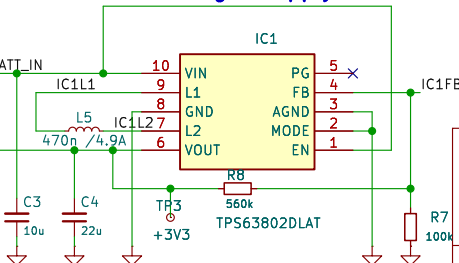 IC1
ATT_IN
10 VIN PG 5
IC1L1 9 L1 FB 4 IC1FB
8 GND AGND 3
L5 IC1L2 7 L2 MODE 2
470n /4.9A 6 VOUT EN 1
R8
C3 C4 TP3 560k
10u 22u +3V3 TPS63802DLAT R7
100k